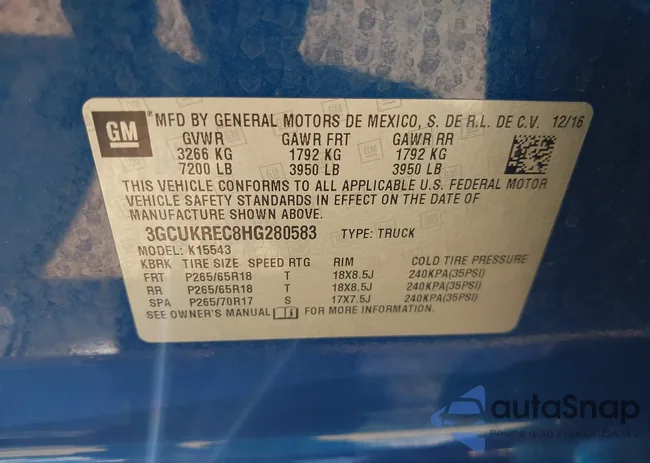 GM
*MFD BY GENERAL MOTORS DE MEXICO, S. DE R.L. DE C.V. 12/16
GVWR GAWR FRT GAWR RR
3266 KG 1792 KG 1792 KG
7200 LB 3950 LB 3950 LB
THIS VEHICLE CONFORMS TO ALL APPLICABLE U.S. FEDERAL MOTOR
VEHICLE SAFETY STANDARDS IN EFFECT ON THE DATE OF
MANUFACTURE SHOWN ABOVE.
3GCUKREC8HG280583 TYPE: TRUCK
MODEL: K15543
KBRK TIRE SIZE SPEED RTG RIM COLD TIRE PRESSURE
FRT P265/65R18 T 18X8.5J 240KPA(35PSI)
RR P265/65R18 T 18X8.5J 240KPA(35PSI)
SPA P265/70R17 S 17X7.5J 240KPA(35PSI)
SEE OWNER'S MANUAL FOR MORE INFORMATION.
autoSnap